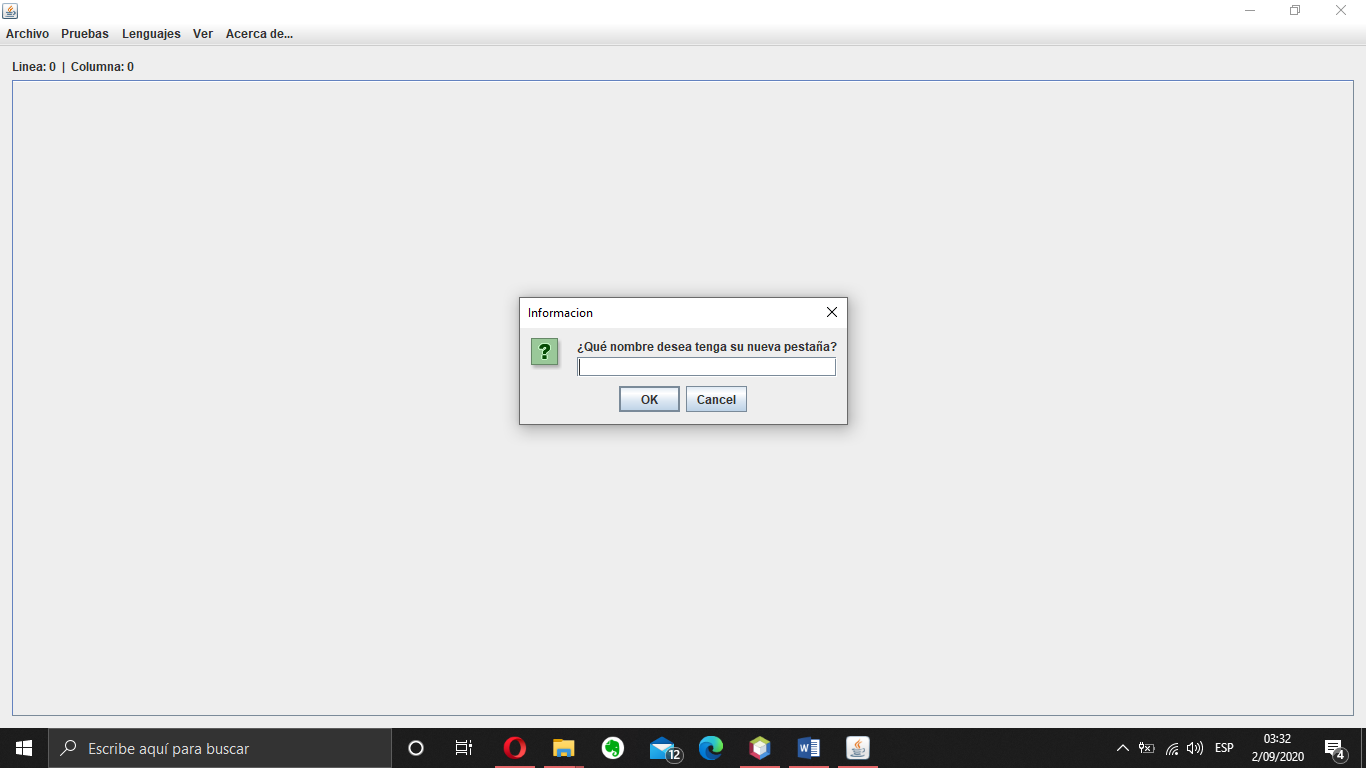 Archivo Pruebas Lenguajes Ver Acerca de...
Linea: 0 | Columna: 0
Informacion
?
¿Qué nombre desea tenga su nueva pestaña?
OK Cancel
Escribe aquí para buscar
12
ESP
03:32
2/09/2020
4